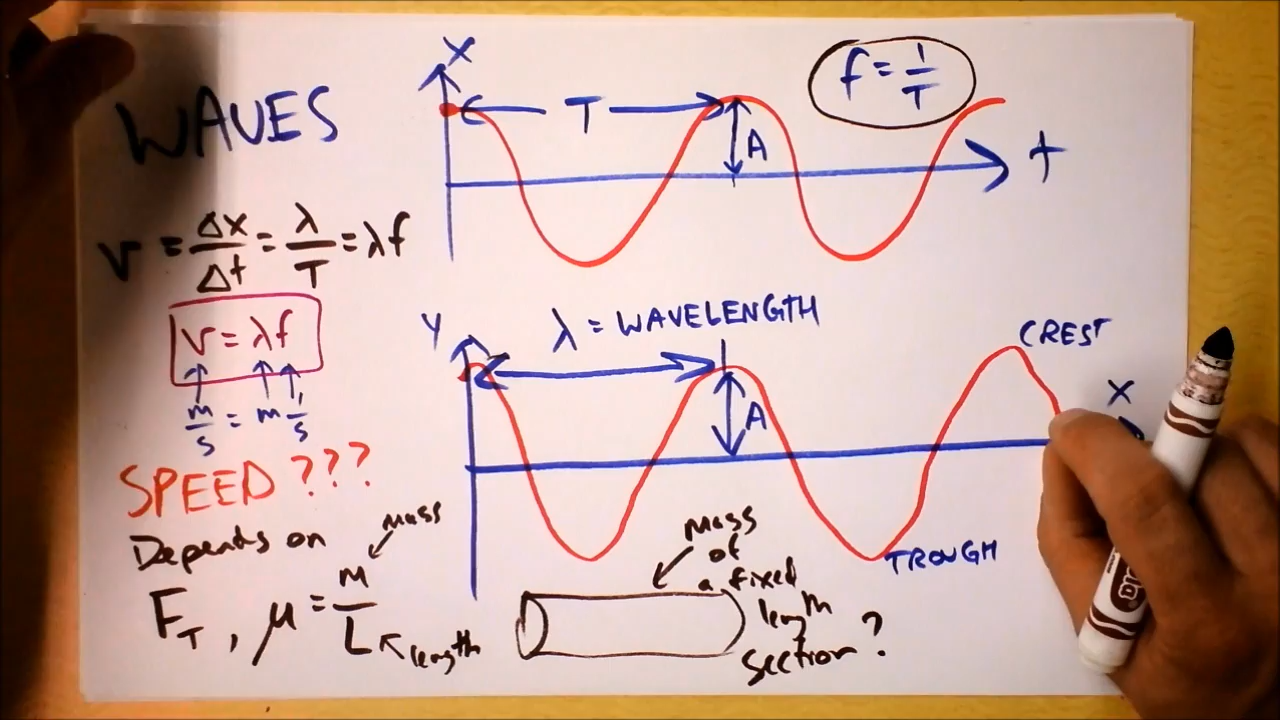 WAVES
v = Δx/Δt = λ/T = λf
v = λf
m/s = m 1/s
SPEED ???
Depends on
mass
F_T, μ = m/L
length
X
T
A
f = 1/T
t
Y
λ = WAVELENGTH
A
CREST
X
TROUGH
mass
of
a fixed
length
section?